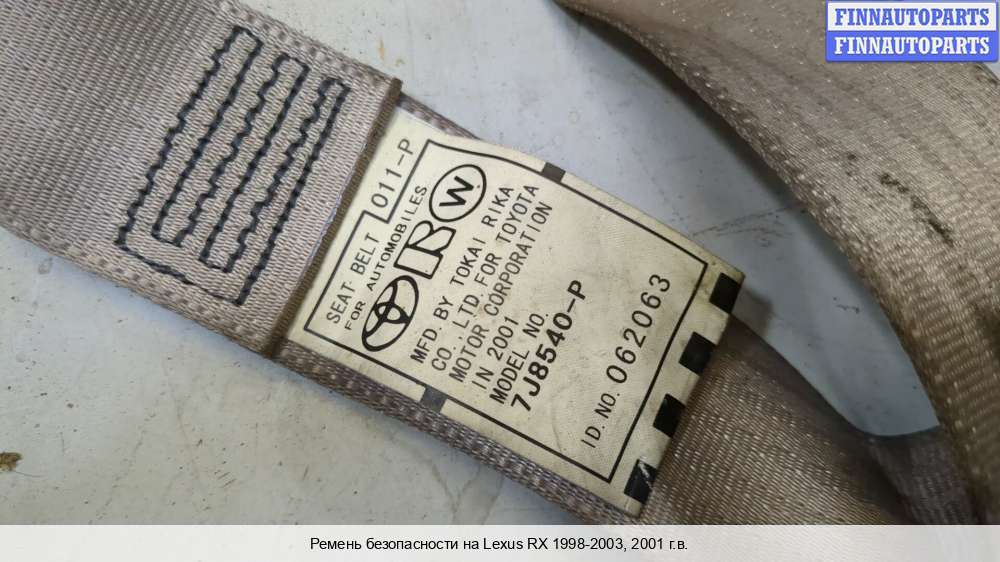 FINNAUTOPARTS
FINNAUTOPARTS
SEAT BELT 011-P
FOR AUTOMOBILES
W
MFD. BY TOKAI RIKA
CO., LTD. FOR TOYOTA
MOTOR CORPORATION
IN 2001
MODEL NO.
7J8540-P
ID. NO. 062063
Ремень безопасности на Lexus RX 1998-2003, 2001 г.в.